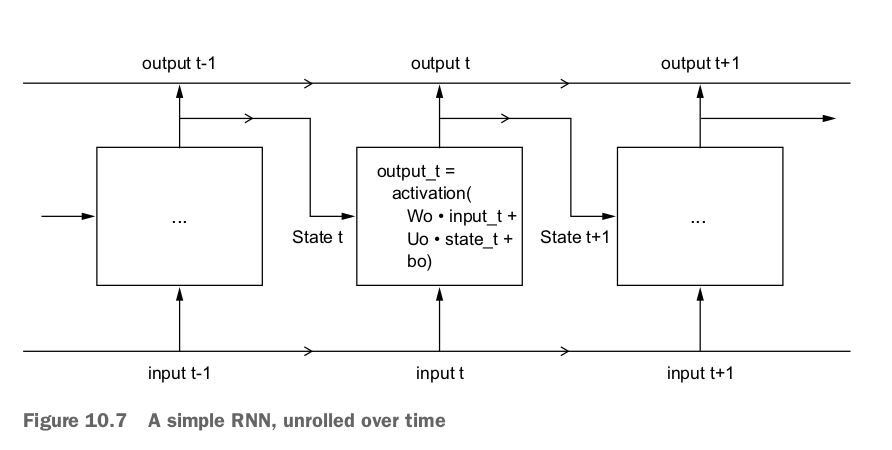 output t-1
output t
output t+1
...
output_t =
activation(
Wo • input_t +
Uo • state_t +
bo)
...
State t
State t+1
input t-1
input t
input t+1
Figure 10.7 A simple RNN, unrolled over time